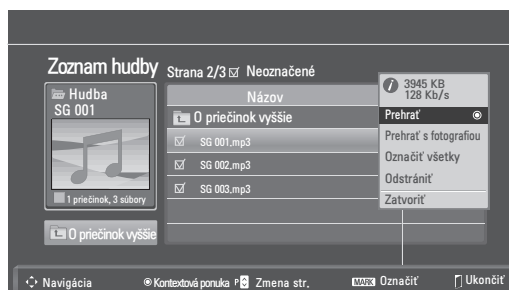 Zoznam hudby
Strana 2/3 Neoznačené
Hudba
SG 001
1 priečinok, 3 súbory
O priečinok vyššie
Názov
O priečinok vyššie
SG 001.mp3
SG 002.mp3
SG 003.mp3
3945 KB
128 Kb/s
Prehrať
Prehrať s fotografiou
Označiť všetky
Odstrániť
Zatvoriť
Navigácia Kontextová ponuka P Zmena str. MARK Označiť Ukončiť